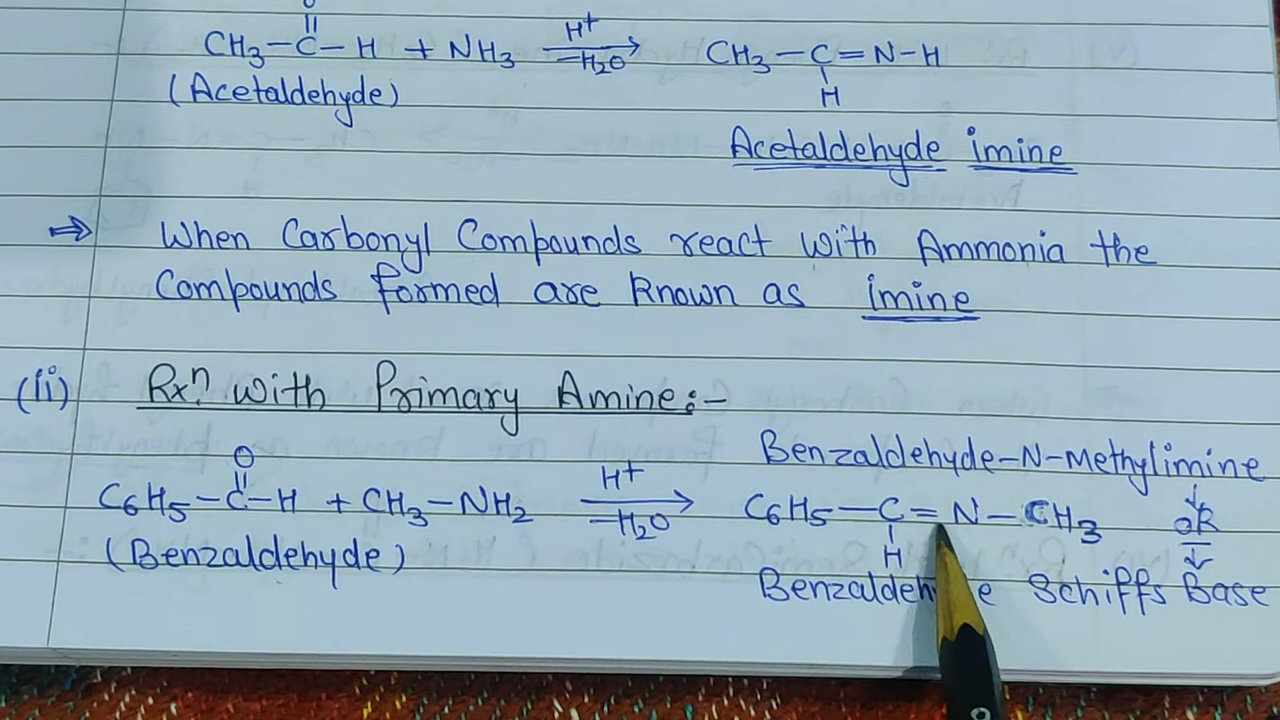 O
CH3-C-H + NH3 H+ -H2O → CH3-C=N-H
(Acetaldehyde) H
Acetaldehyde imine
⇒ When Carbonyl Compounds react with Ammonia the
Compounds formed are known as imine
(ii) Rxn. with Primary Amine:-
Benzaldehyde-N-Methylimine
O
C6H5-C-H + CH3-NH2 H+ -H2O → C6H5-C=N-CH3 OR
(Benzaldehyde) H
Schiffs Base